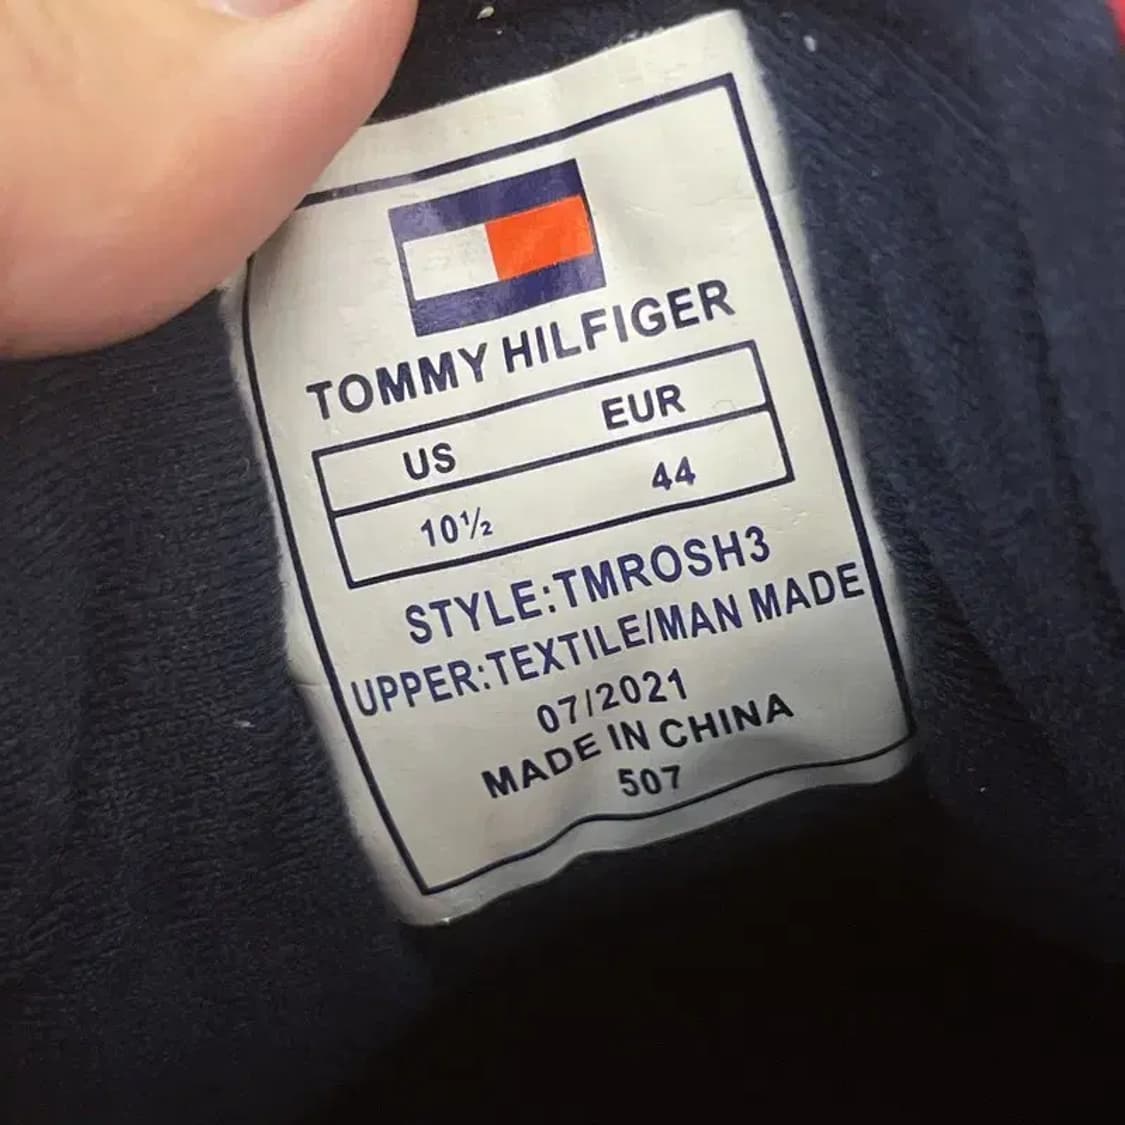 TOMMY HILFIGER
US EUR
10½ 44
STYLE:TMROSH3
UPPER:TEXTILE/MAN MADE
07/2021
MADE IN CHINA
507